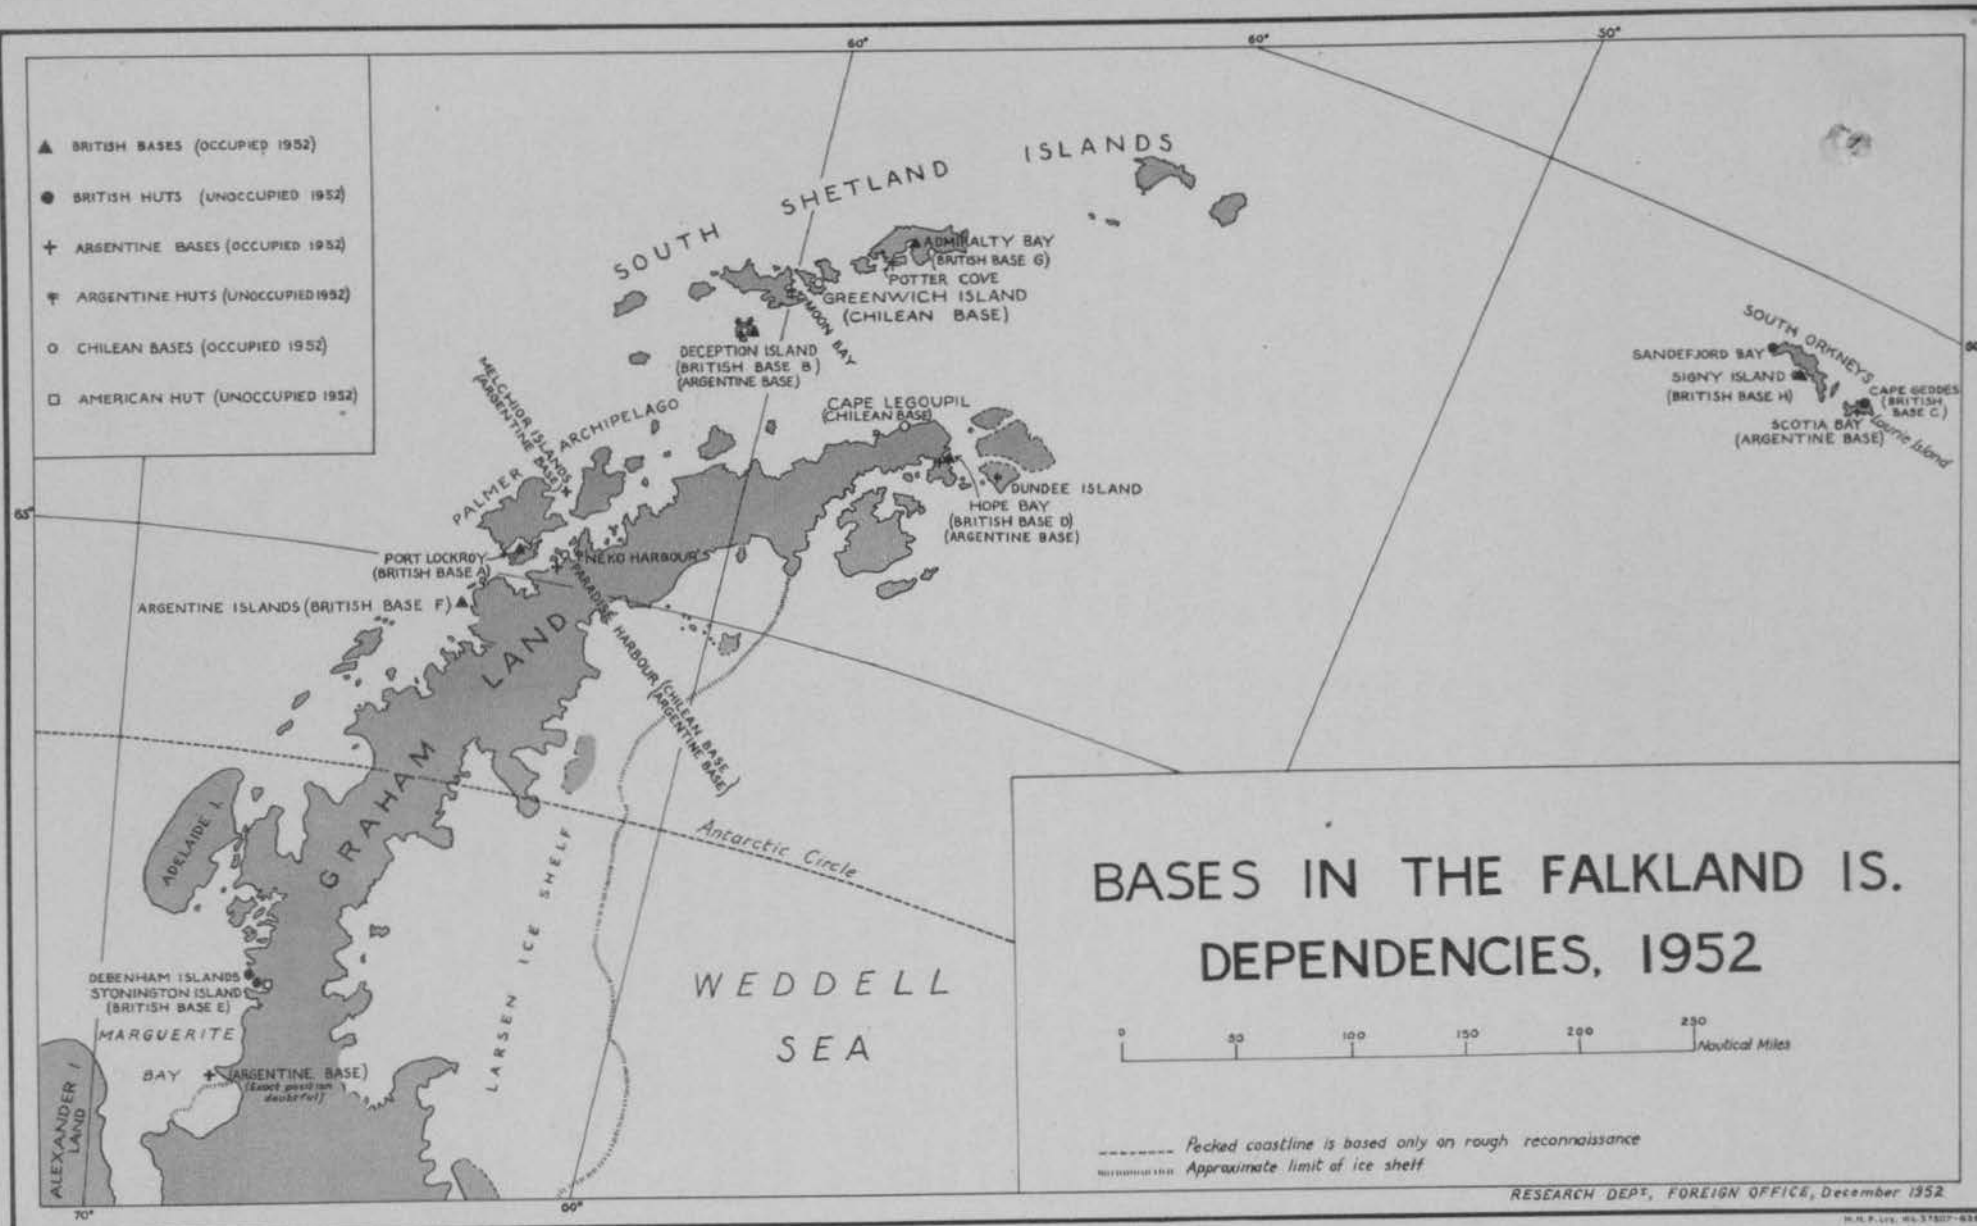 60°
60°
50°
BRITISH BASES (OCCUPIED 1952)
BRITISH HUTS (UNOCCUPIED 1952)
ARGENTINE BASES (OCCUPIED 1952)
ARGENTINE HUTS (UNOCCUPIED 1952)
CHILEAN BASES (OCCUPIED 1952)
AMERICAN HUT (UNOCCUPIED 1952)
SOUTH SHETLAND ISLANDS
ADMIRALTY BAY
(BRITISH BASE G)
POTTER COVE
GREENWICH ISLAND
(CHILEAN BASE)
MOON BAY
DECEPTION ISLAND
(BRITISH BASE B)
(ARGENTINE BASE)
SOUTH ORKNEYS
SANDEFJORD BAY
SIGNY ISLAND
(BRITISH BASE H)
CAPE GEDDES
(BRITISH
BASE C)
SCOTIA BAY
(ARGENTINE BASE)
Laurie Island
MELCHIOR ISLANDS
(ARGENTINE BASE)
PALMER ARCHIPELAGO
CAPE LEGOUPIL
(CHILEAN BASE)
DUNDEE ISLAND
HOPE BAY
(BRITISH BASE D)
(ARGENTINE BASE)
65°
PORT LOCKROY
(BRITISH BASE A)
NEKO HARBOUR
ARGENTINE ISLANDS (BRITISH BASE F)
PARADISE HARBOUR (CHILEAN BASE
(ARGENTINE BASE)
GRAHAM LAND
ADELAIDE I.
Antarctic Circle
LARSEN ICE SHELF
WEDDELL
SEA
DEBENHAM ISLANDS
STONINGTON ISLAND
(BRITISH BASE E)
MARGUERITE
BAY
(ARGENTINE BASE)
(Exact position
doubtful)
ALEXANDER I
LAND
70°
60°
BASES IN THE FALKLAND IS.
DEPENDENCIES, 1952
0 50 100 150 200 250
Nautical Miles
Pecked coastline is based only on rough reconnaissance
Approximate limit of ice shelf
RESEARCH DEPT, FOREIGN OFFICE, December 1952